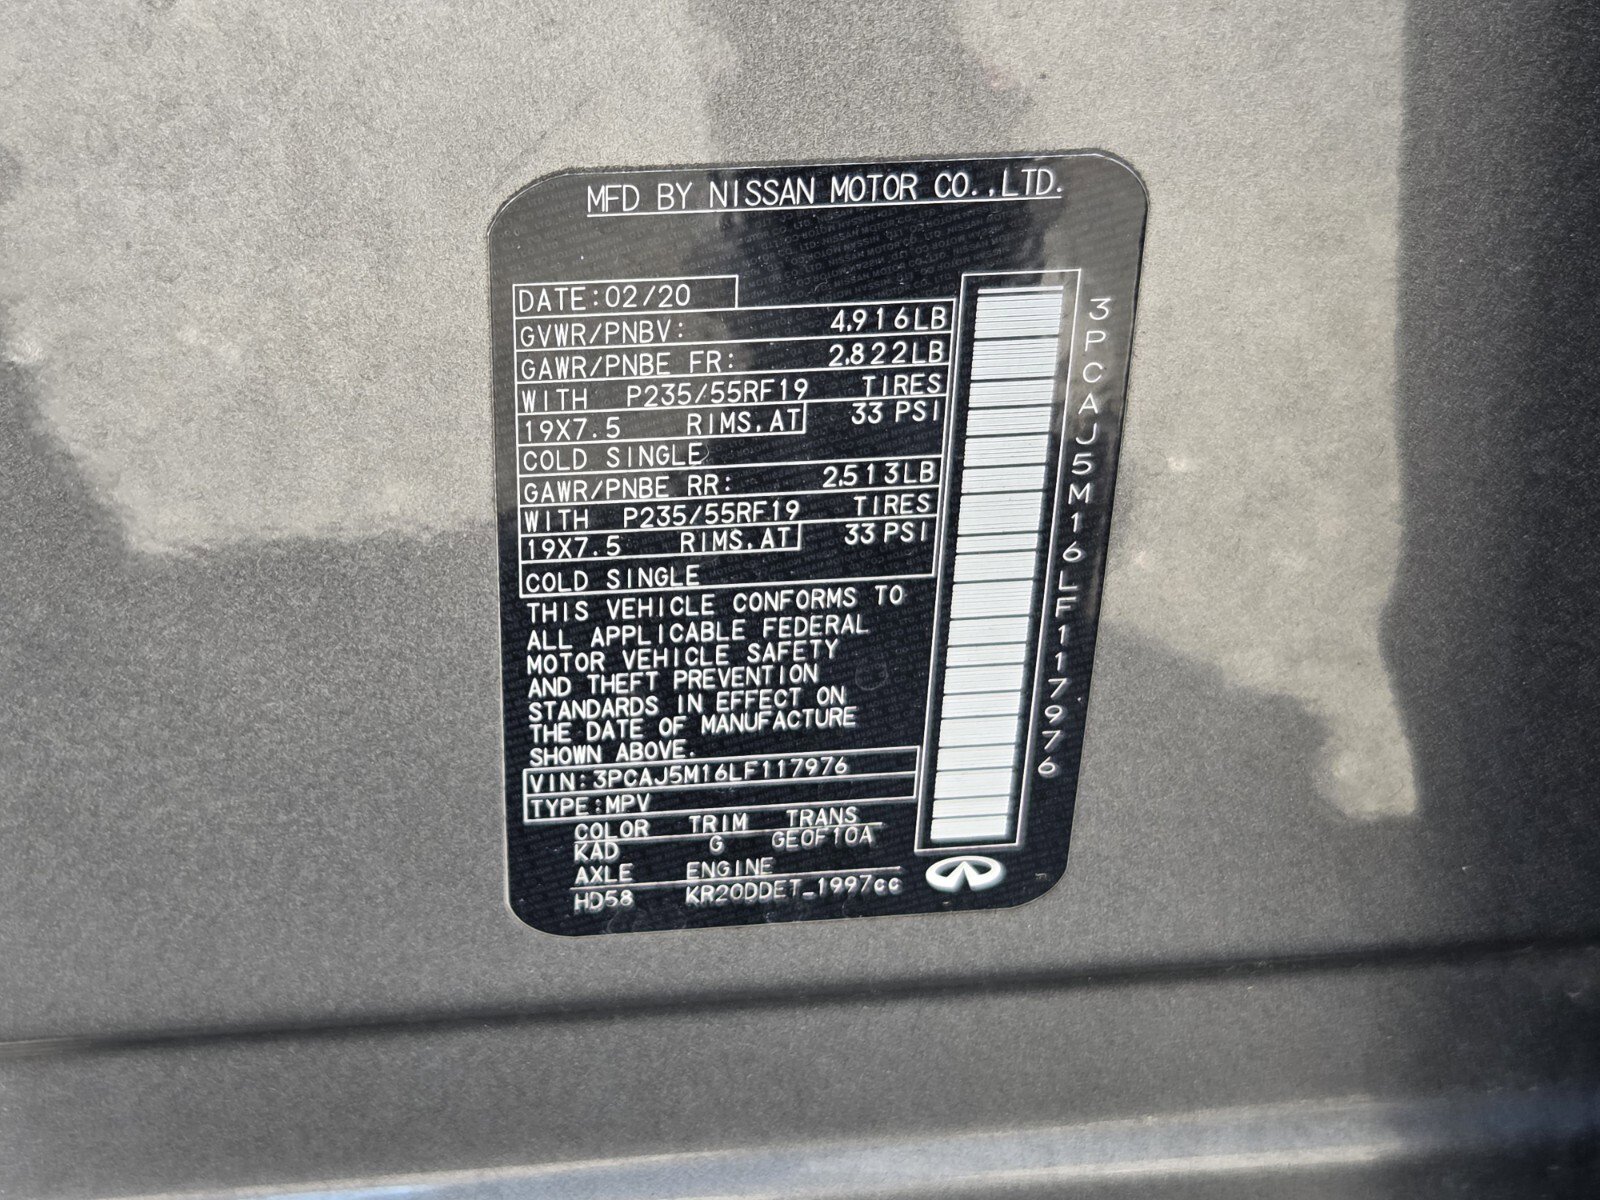 MFD BY NISSAN MOTOR CO.,LTD.
DATE:02/20
GVWR/PNBV: 4,916LB
GAWR/PNBE FR: 2,822LB
WITH P235/55RF19 TIRES
19X7.5 RIMS,AT 33 PSI
COLD SINGLE
GAWR/PNBE RR: 2,513LB
WITH P235/55RF19 TIRES
19X7.5 RIMS,AT 33 PSI
COLD SINGLE
THIS VEHICLE CONFORMS TO
ALL APPLICABLE FEDERAL
MOTOR VEHICLE SAFETY
AND THEFT PREVENTION
STANDARDS IN EFFECT ON
THE DATE OF MANUFACTURE
SHOWN ABOVE.
VIN:3PCAJ5M16LF117976
TYPE:MPV
COLOR TRIM TRANS
KAD G GE0F10A
AXLE ENGINE
HD58 KR20DDET_1997cc
3PCAJ5M16LF117976